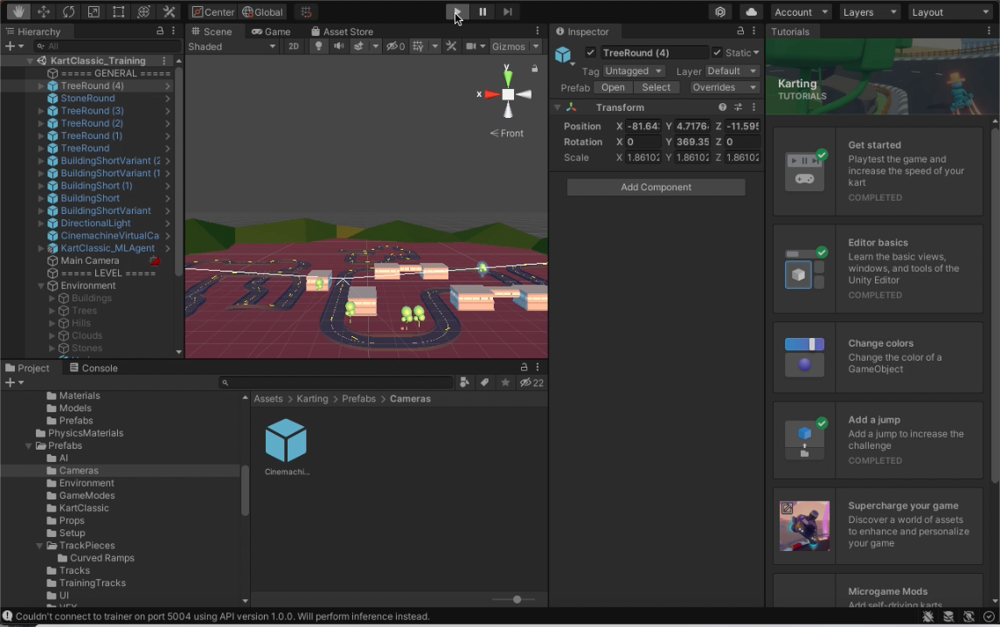 Center
Global
Account
Layers
Layout
Hierarchy
Scene
Game
Asset Store
Inspector
Tutorials
All
Shaded
2D
0
Gizmos
KartClassic_Training
===== GENERAL =====
TreeRound (4)
StoneRound
TreeRound (3)
TreeRound (2)
TreeRound (1)
TreeRound
BuildingShortVariant (2
BuildingShortVariant (1
BuildingShort (1)
BuildingShort
BuildingShortVariant
DirectionalLight
CinemachineVirtualCa
KartClassic_MLAgent
Main Camera
===== LEVEL =====
Environment
Buildings
Trees
Hills
Clouds
Stones
y
x
Front
TreeRound (4)
Static
Tag Untagged Layer Default
Prefab Open Select Overrides
Transform
Position X -81.64 Y 4.7176 Z -11.595
Rotation X 0 Y 369.35 Z 0
Scale X 1.86102 Y 1.86102 Z 1.86102
Add Component
Karting
TUTORIALS
Get started
Playtest the game and
increase the speed of your
kart
COMPLETED
Editor basics
Learn the basic views,
windows, and tools of the
Unity Editor
COMPLETED
Change colors
Change the color of a
GameObject
Add a jump
Add a jump to increase the
challenge
COMPLETED
Supercharge your game
Discover a world of assets
to enhance and personalize
your game
Microgame Mods
Add self-driving karts
Project
Console
22
Materials
Models
Prefabs
PhysicsMaterials
Prefabs
AI
Cameras
Environment
GameModes
KartClassic
Props
Setup
TrackPieces
Curved Ramps
Tracks
TrainingTracks
UI
VFX
Assets
Karting
Prefabs
Cameras
Cinemachi...
Couldn't connect to trainer on port 5004 using API version 1.0.0. Will perform inference instead.